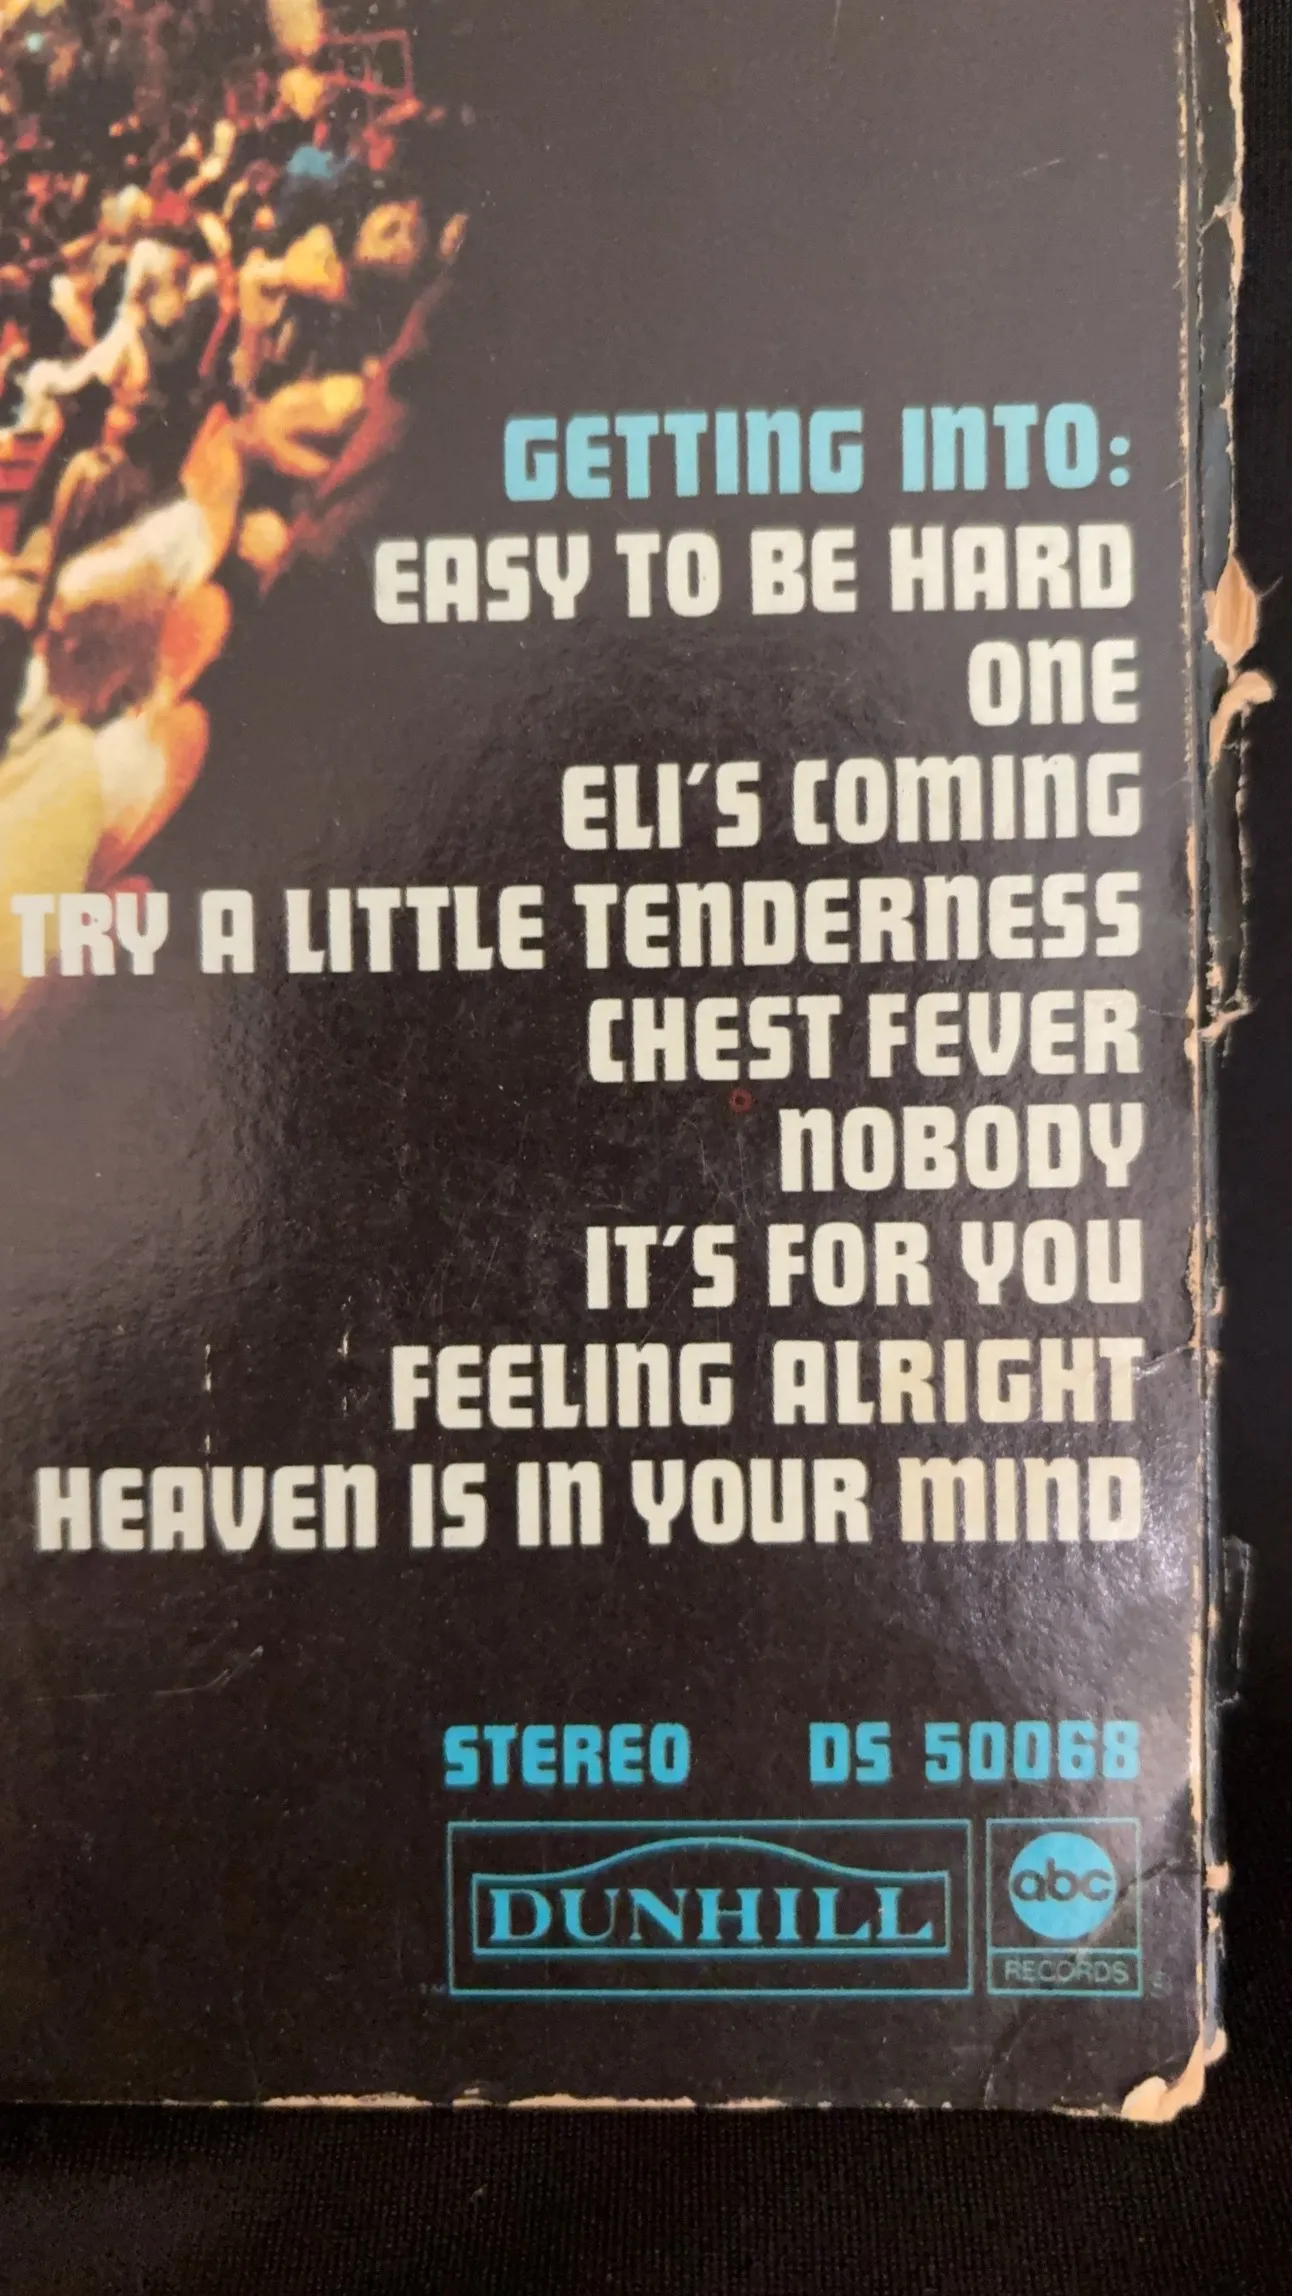 GETTING INTO:
EASY TO BE HARD
ONE
ELI'S COMING
TRY A LITTLE TENDERNESS
CHEST FEVER
NOBODY
IT'S FOR YOU
FEELING ALRIGHT
HEAVEN IS IN YOUR MIND
STEREO DS 50068
DUNHILL
abc
RECORDS
TM